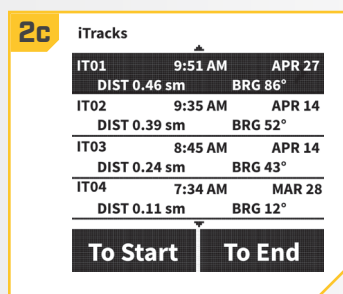 2c
iTracks
IT01 9:51 AM APR 27
DIST 0.46 sm BRG 86°
IT02 9:35 AM APR 14
DIST 0.39 sm BRG 52°
IT03 8:45 AM APR 14
DIST 0.24 sm BRG 43°
IT04 7:34 AM MAR 28
DIST 0.11 sm BRG 12°
To Start To End